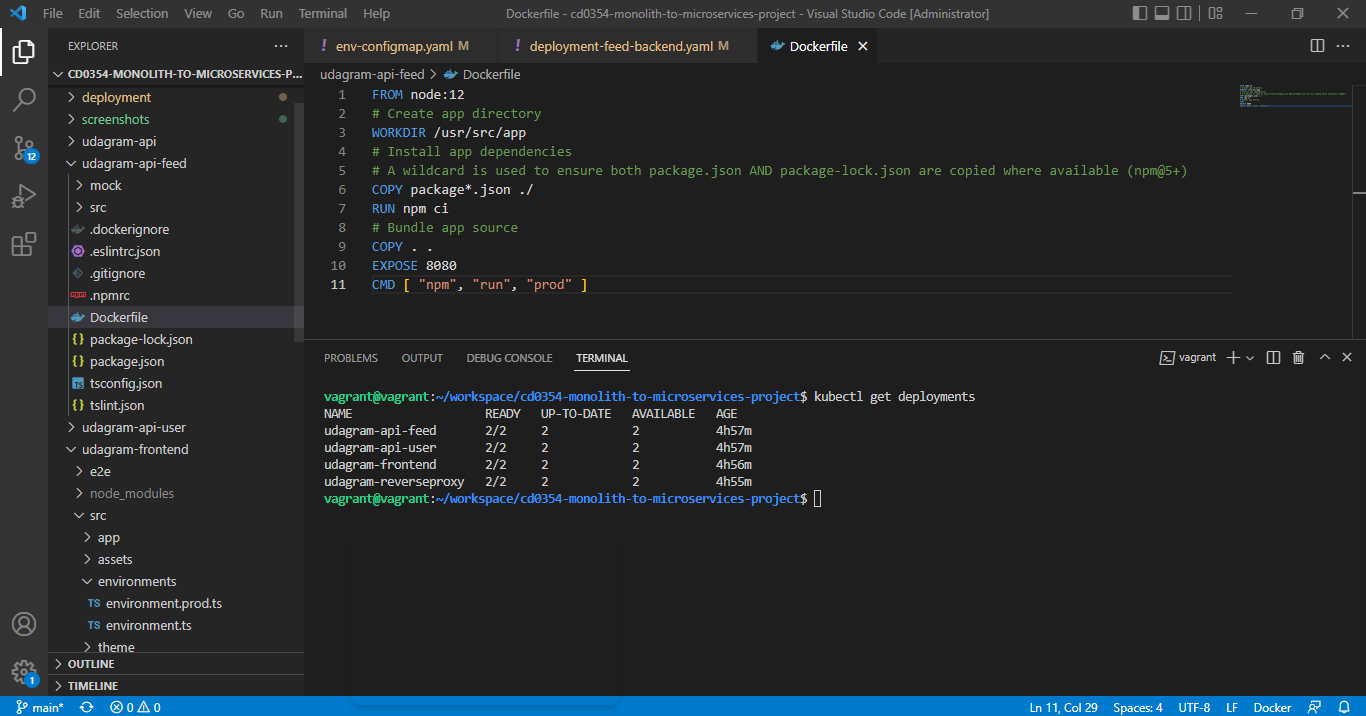 File Edit Selection View Go Run Terminal Help
Dockerfile - cd0354-monolith-to-microservices-project - Visual Studio Code [Administrator]
EXPLORER
CD0354-MONOLITH-TO-MICROSERVICES-P...
deployment
screenshots
udagram-api
udagram-api-feed
mock
src
.dockerignore
.eslintrc.json
.gitignore
.npmrc
Dockerfile
package-lock.json
package.json
TS tsconfig.json
tslint.json
udagram-api-user
udagram-frontend
e2e
node_modules
src
app
assets
environments
TS environment.prod.ts
TS environment.ts
theme
OUTLINE
TIMELINE
12
1
! env-configmap.yaml M
! deployment-feed-backend.yaml M
Dockerfile
udagram-api-feed > Dockerfile
1 FROM node:12
2 # Create app directory
3 WORKDIR /usr/src/app
4 # Install app dependencies
5 # A wildcard is used to ensure both package.json AND package-lock.json are copied where available (npm@5+)
6 COPY package*.json ./
7 RUN npm ci
8 # Bundle app source
9 COPY . .
10 EXPOSE 8080
11 CMD [ "npm", "run", "prod" ]
PROBLEMS OUTPUT DEBUG CONSOLE TERMINAL
vagrant
vagrant@vagrant:~/workspace/cd0354-monolith-to-microservices-project$ kubectl get deployments
NAME READY UP-TO-DATE AVAILABLE AGE
udagram-api-feed 2/2 2 2 4h57m
udagram-api-user 2/2 2 2 4h57m
udagram-frontend 2/2 2 2 4h56m
udagram-reverseproxy 2/2 2 2 4h55m
vagrant@vagrant:~/workspace/cd0354-monolith-to-microservices-project$
main* 0 0
Ln 11, Col 29 Spaces: 4 UTF-8 LF Docker